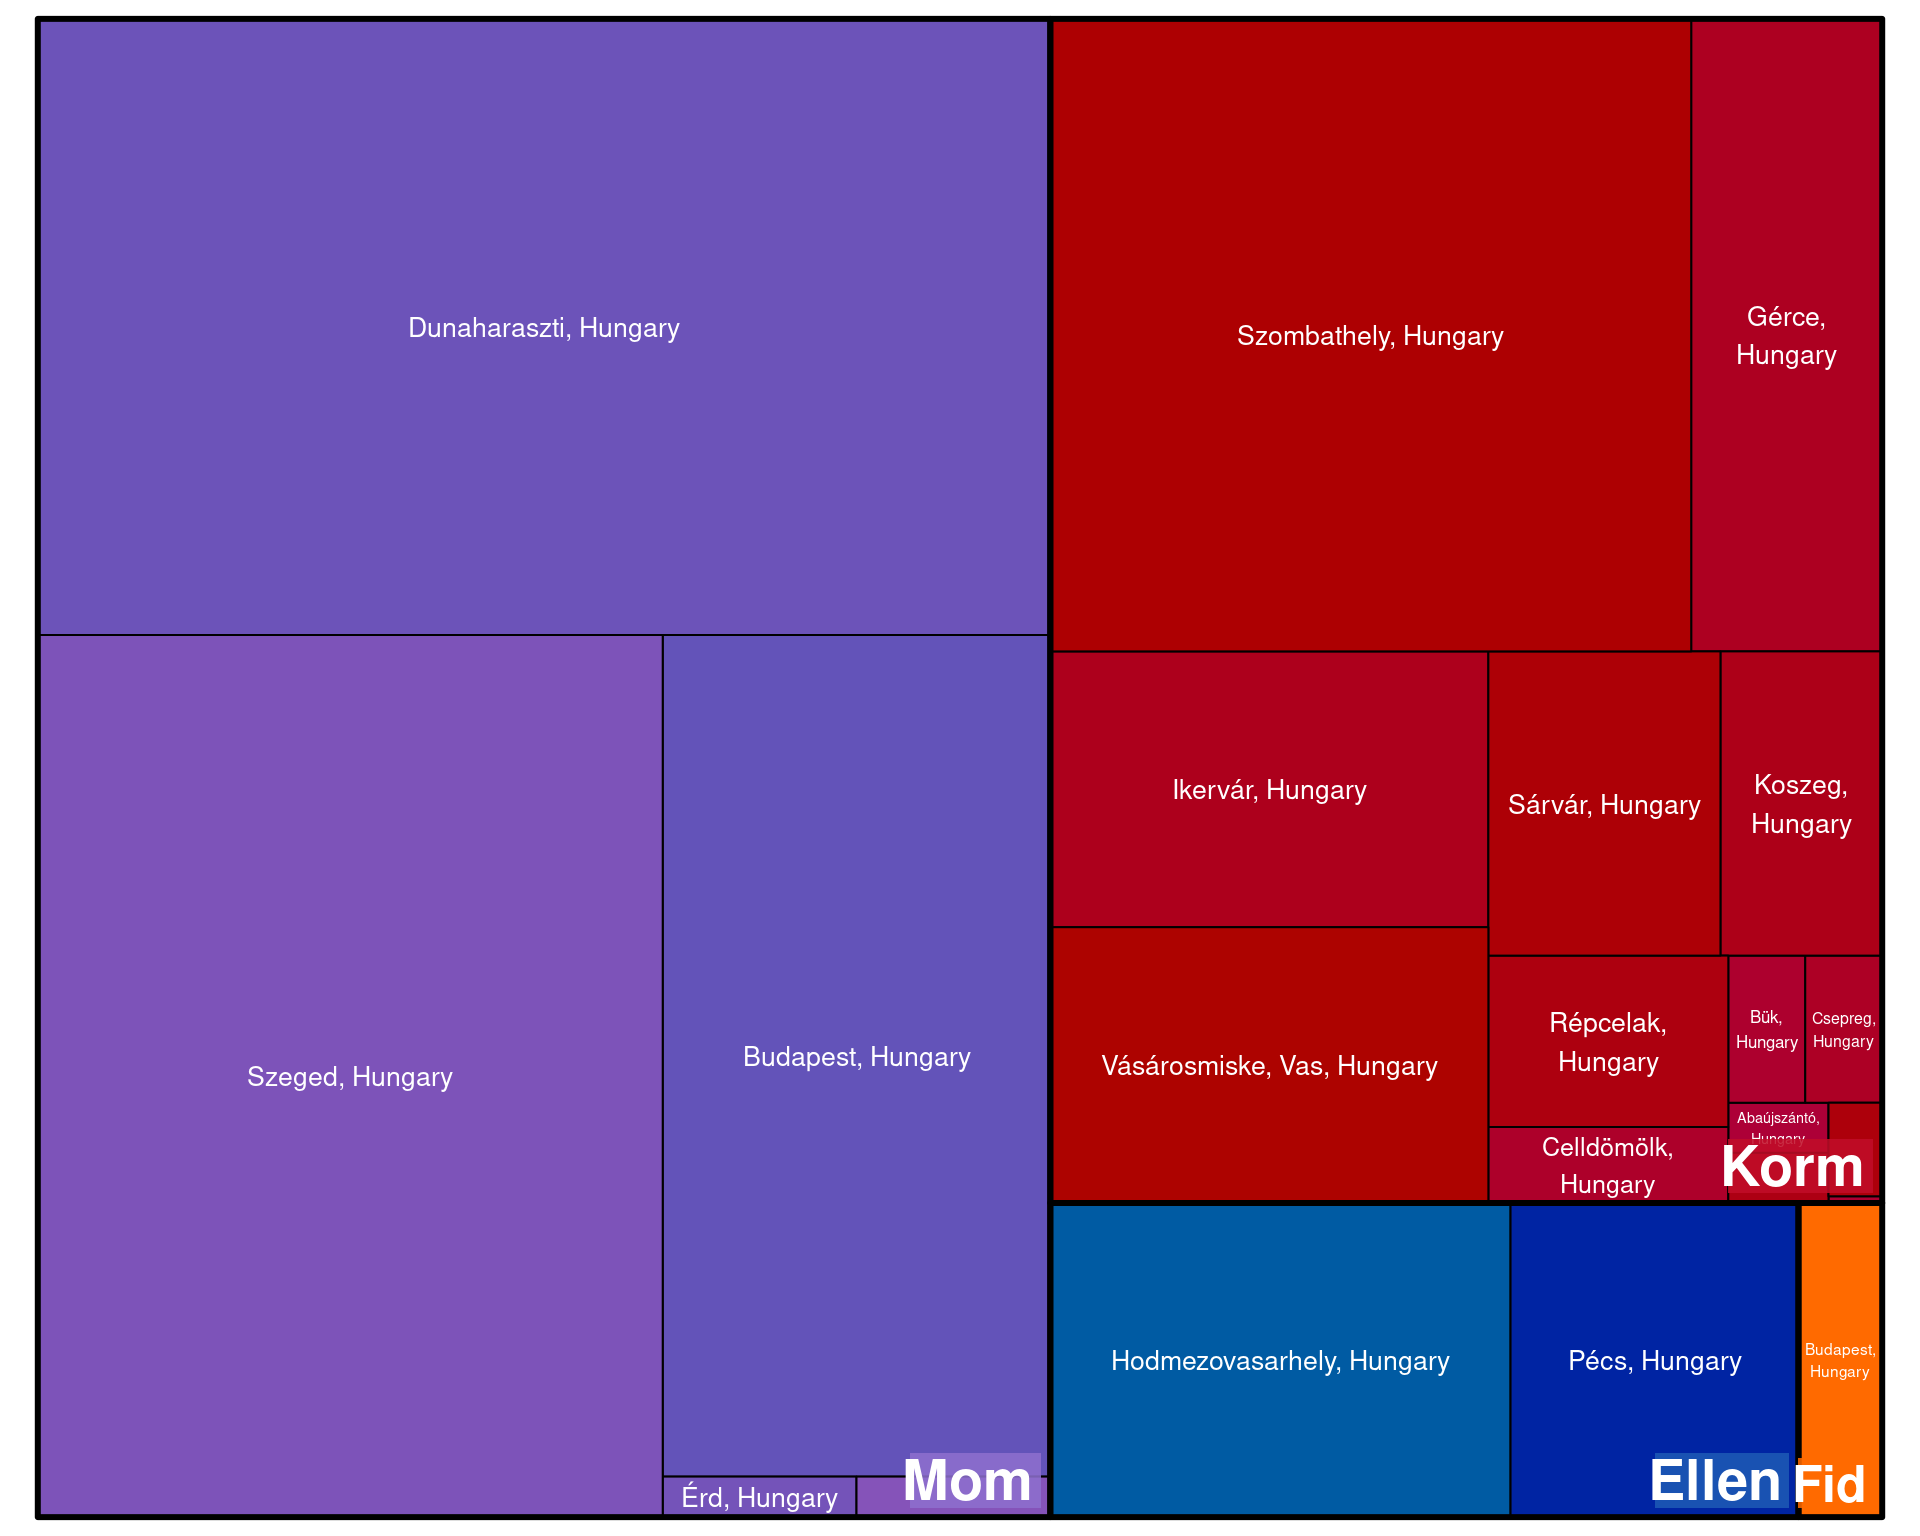 Dunaharaszti, Hungary
Szeged, Hungary
Budapest, Hungary
Érd, Hungary
Mom
Szombathely, Hungary
Gérce,
Hungary
Ikervár, Hungary
Sárvár, Hungary
Koszeg,
Hungary
Vásárosmiske, Vas, Hungary
Répcelak,
Hungary
Bük,
Hungary
Csepreg,
Hungary
Celldömölk,
Hungary
Abaújszántó,
Hungary
Korm
Hodmezovasarhely, Hungary
Pécs, Hungary
Ellen
Budapest,
Hungary
Fid